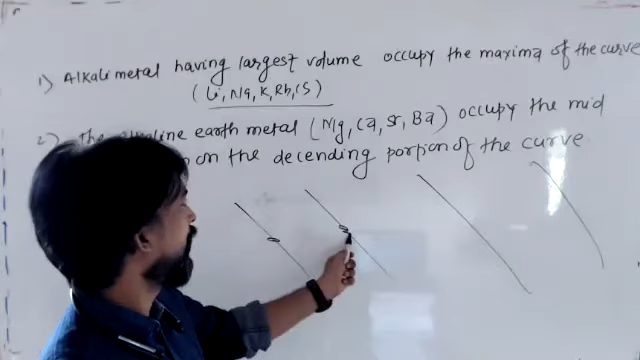 1) Alkali metal having largest volume occupy the maxima of the curve
(Li, Na, K, Rb, CS)
2) the alkaline earth metal (Mg, Ca, Sr, Ba) occupy the mid
on the decending portion of the curve